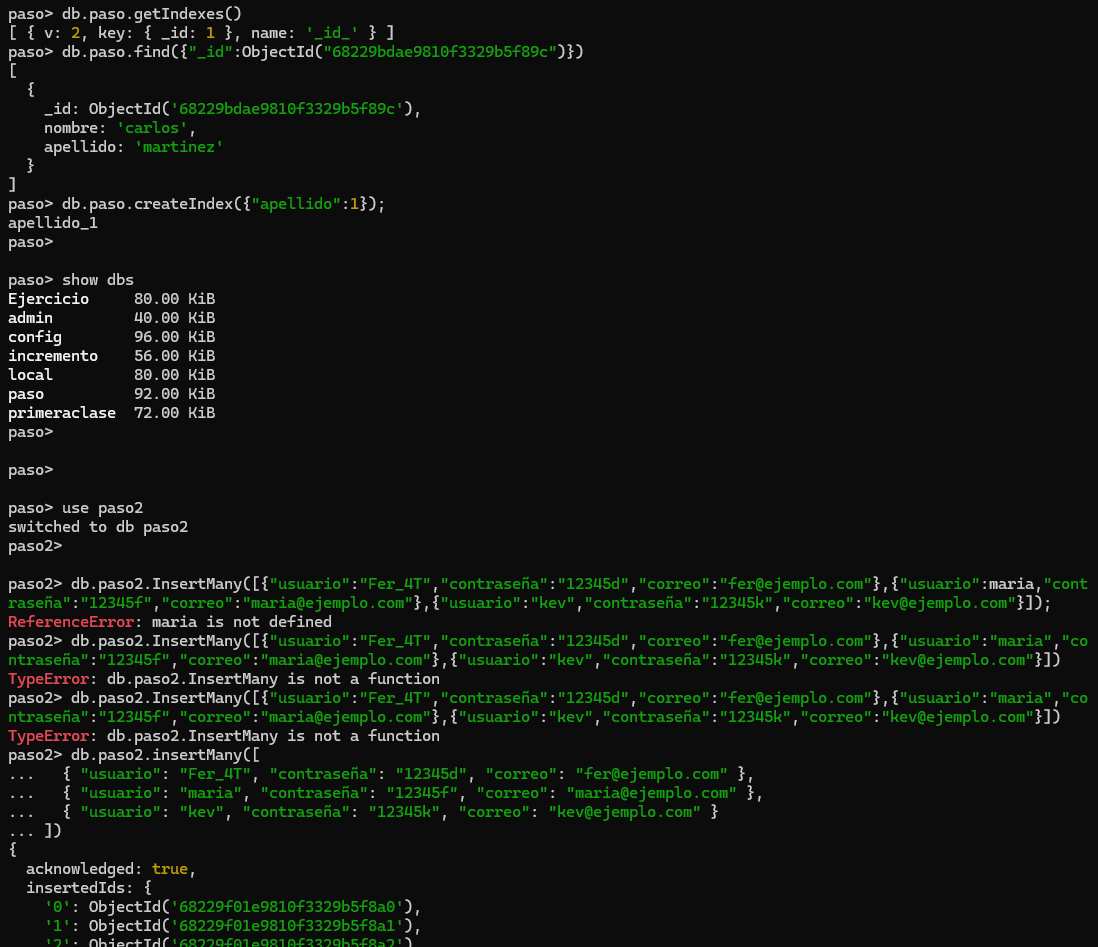 paso> db.paso.getIndexes()
[ { v: 2, key: { _id: 1 }, name: '_id_' } ]
paso> db.paso.find({"_id":ObjectId("68229bdae9810f3329b5f89c")})
[
  {
    _id: ObjectId('68229bdae9810f3329b5f89c'),
    nombre: 'carlos',
    apellido: 'martinez'
  }
]
paso> db.paso.createIndex({"apellido":1});
apellido_1
paso>
paso> show dbs
Ejercicio     80.00 KiB
admin         40.00 KiB
config        96.00 KiB
incremento    56.00 KiB
local         80.00 KiB
paso          92.00 KiB
primeraclase  72.00 KiB
paso>
paso>
paso> use paso2
switched to db paso2
paso2>
paso2> db.paso2.InsertMany([{"usuario":"Fer_4T","contraseña":"12345d","correo":"fer@ejemplo.com"},{"usuario":maria,"cont
raseña":"12345f","correo":"maria@ejemplo.com"},{"usuario":"kev","contraseña":"12345k","correo":"kev@ejemplo.com"}]);
ReferenceError: maria is not defined
paso2> db.paso2.InsertMany([{"usuario":"Fer_4T","contraseña":"12345d","correo":"fer@ejemplo.com"},{"usuario":"maria","co
ntraseña":"12345f","correo":"maria@ejemplo.com"},{"usuario":"kev","contraseña":"12345k","correo":"kev@ejemplo.com"}])
TypeError: db.paso2.InsertMany is not a function
paso2> db.paso2.InsertMany([{"usuario":"Fer_4T","contraseña":"12345d","correo":"fer@ejemplo.com"},{"usuario":"maria","co
ntraseña":"12345f","correo":"maria@ejemplo.com"},{"usuario":"kev","contraseña":"12345k","correo":"kev@ejemplo.com"}])
TypeError: db.paso2.InsertMany is not a function
paso2> db.paso2.insertMany([
...   { "usuario": "Fer_4T", "contraseña": "12345d", "correo": "fer@ejemplo.com" },
...   { "usuario": "maria", "contraseña": "12345f", "correo": "maria@ejemplo.com" },
...   { "usuario": "kev", "contraseña": "12345k", "correo": "kev@ejemplo.com" }
... ])
{
  acknowledged: true,
  insertedIds: {
    '0': ObjectId('68229f01e9810f3329b5f8a0'),
    '1': ObjectId('68229f01e9810f3329b5f8a1'),
    '2': ObjectId('68229f01e9810f3329b5f8a2')